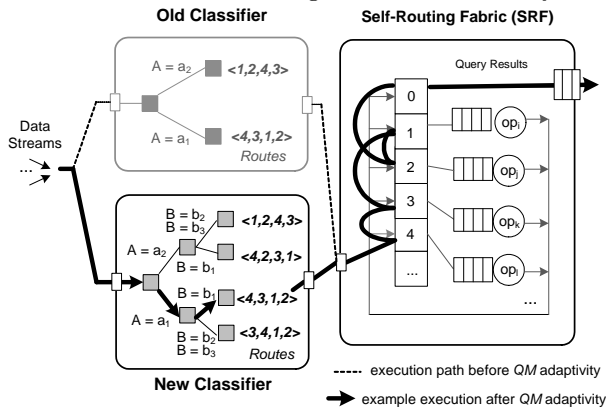 Old Classifier
Self-Routing Fabric (SRF)
A = a2
<1,2,4,3>
A = a1
<4,3,1,2>
Routes
Data
Streams
...
Query Results
0
1
2
3
4
...
opi
opj
opk
opl
...
B = b2
B = b3
<1,2,4,3>
A = a2
<4,2,3,1>
B = b1
B = b1
<4,3,1,2>
A = a1
B = b2
B = b3
<3,4,1,2>
Routes
New Classifier
execution path before QM adaptivity
example execution after QM adaptivity